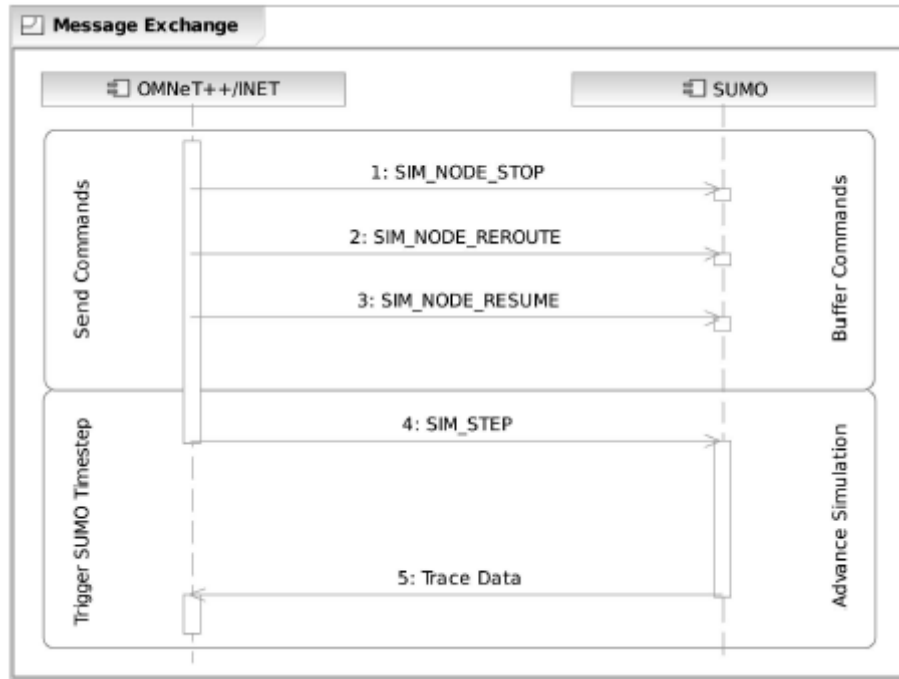 Message Exchange
OMNeT++/INET
SUMO
Send Commands
1: SIM_NODE_STOP
2: SIM_NODE_REROUTE
3: SIM_NODE_RESUME
Buffer Commands
Trigger SUMO Timestep
4: SIM_STEP
5: Trace Data
Advance Simulation